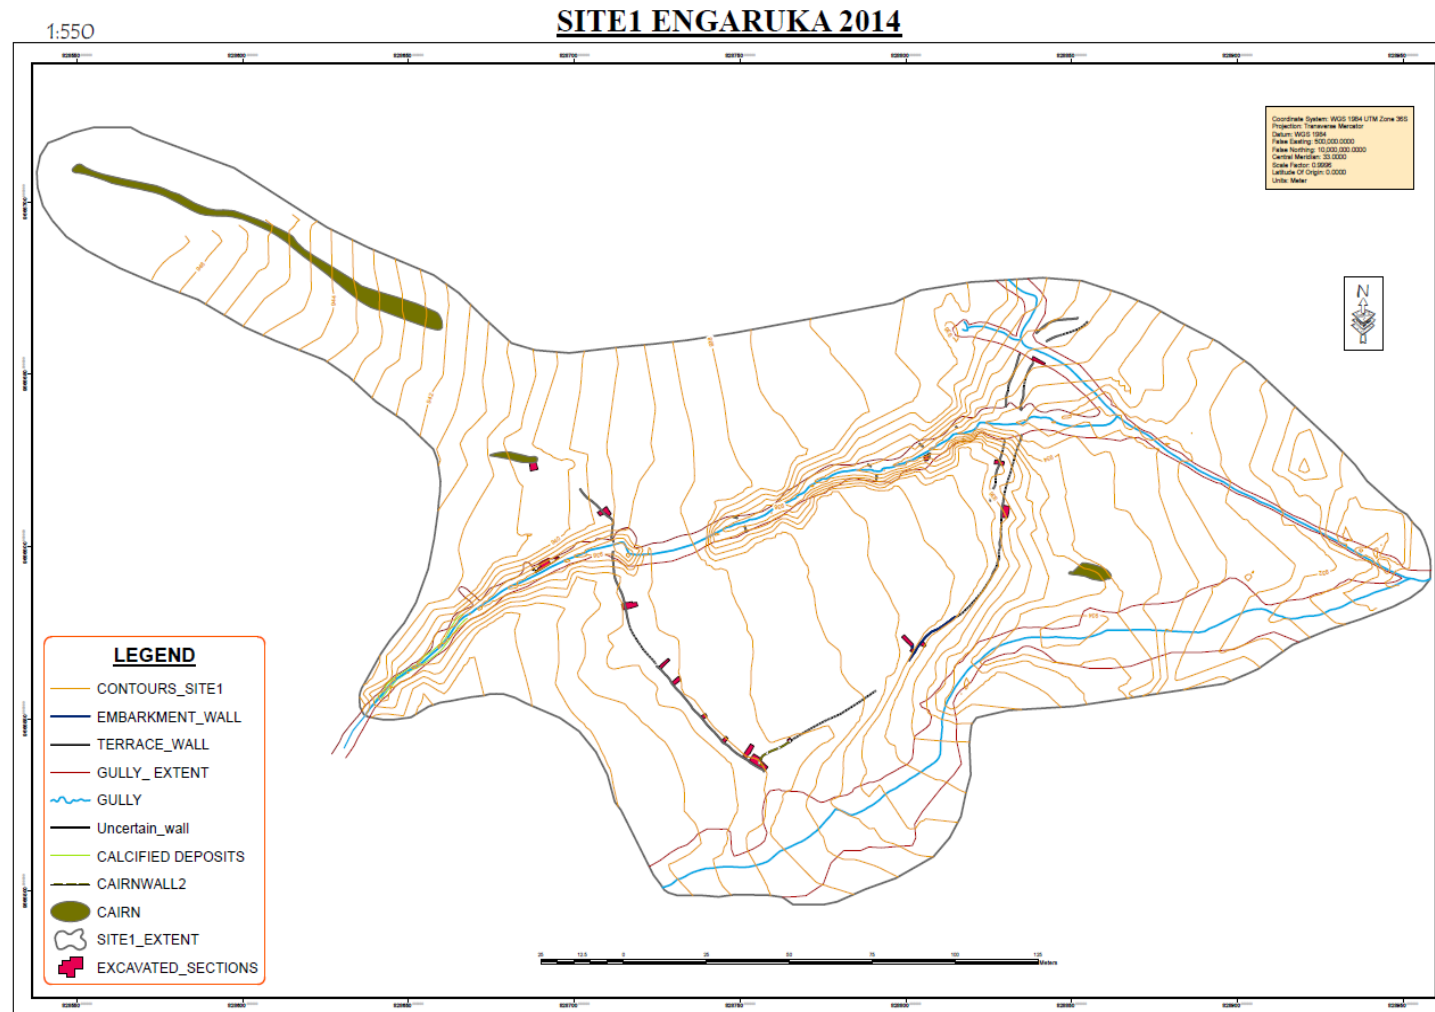 SITE1 ENGARUKA 2014
1:550
Coordinate System: WGS 1984 UTM Zone 36S
Projection: Transverse Mercator
Datum: WGS 1984
False Easting: 500,000.0000
False Northing: 10,000,000.0000
Central Meridian: 33.0000
Scale Factor: 0.9996
Latitude Of Origin: 0.0000
Units: Meter
N
LEGEND
CONTOURS_SITE1
EMBARKMENT_WALL
TERRACE_WALL
GULLY_ EXTENT
GULLY
Uncertain_wall
CALCIFIED DEPOSITS
CAIRNWALL2
CAIRN
SITE1_EXTENT
EXCAVATED_SECTIONS
25 12.5 0 25 50 75 100 125
Meters